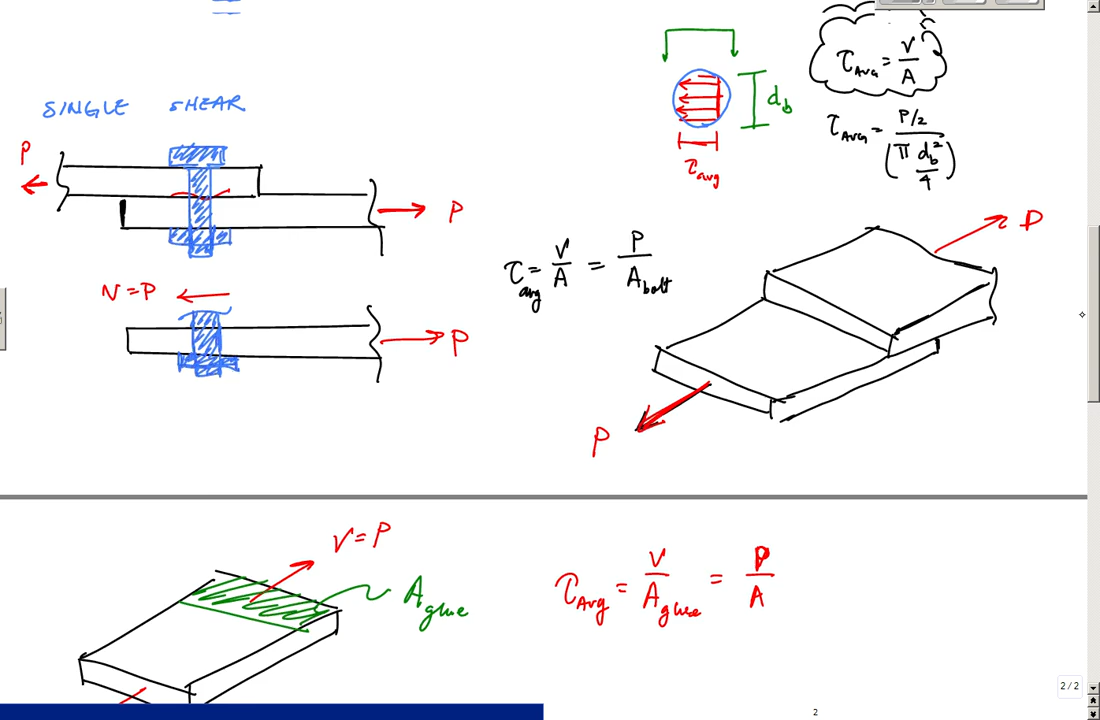 SINGLE SHEAR
P
P
V=P
P
τavg = V/A = P/Abolt
db
τavg
τAvg = V/A
τAvg = P/2 / (π db²/4)
P
P
V=P
Aglue
τAvg = V/Aglue = P/A
2/2
2